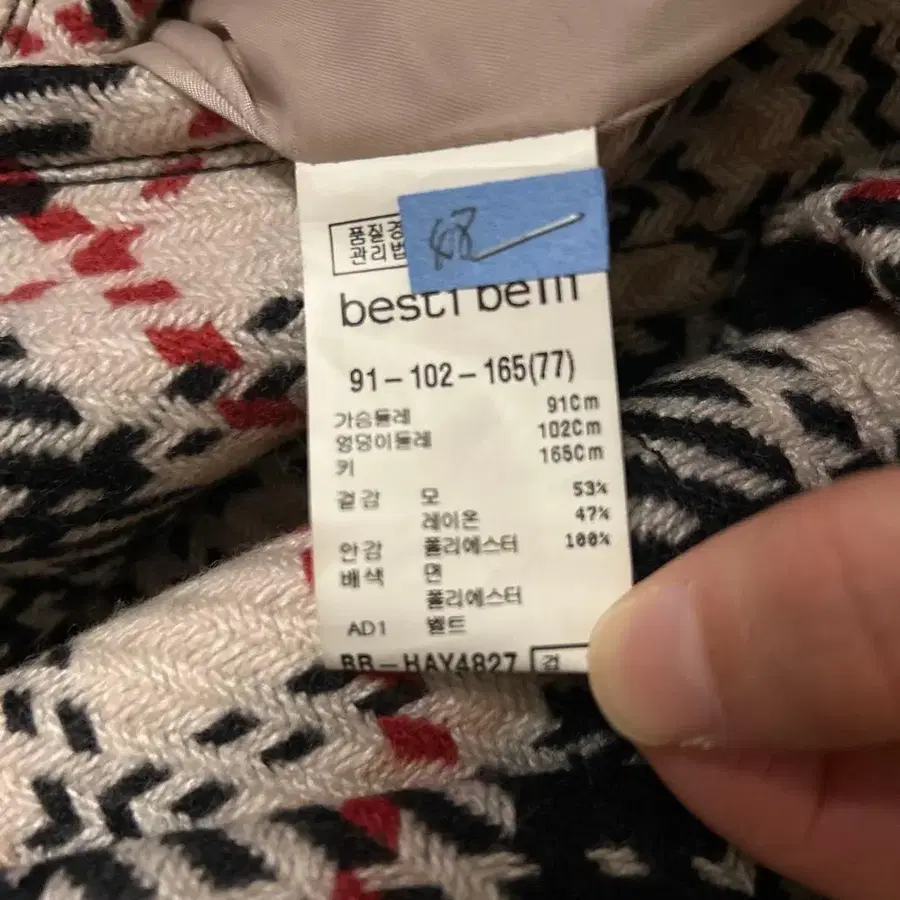 품질경
관리법
48
besti belli
91-102-165(77)
가슴둘레 91Cm
엉덩이둘레 102Cm
키 165Cm
겉감 모 53%
레이온 47%
안감 폴리에스터 100%
배색 면
폴리에스터
AD1 벨트
BB-HAY4827 검